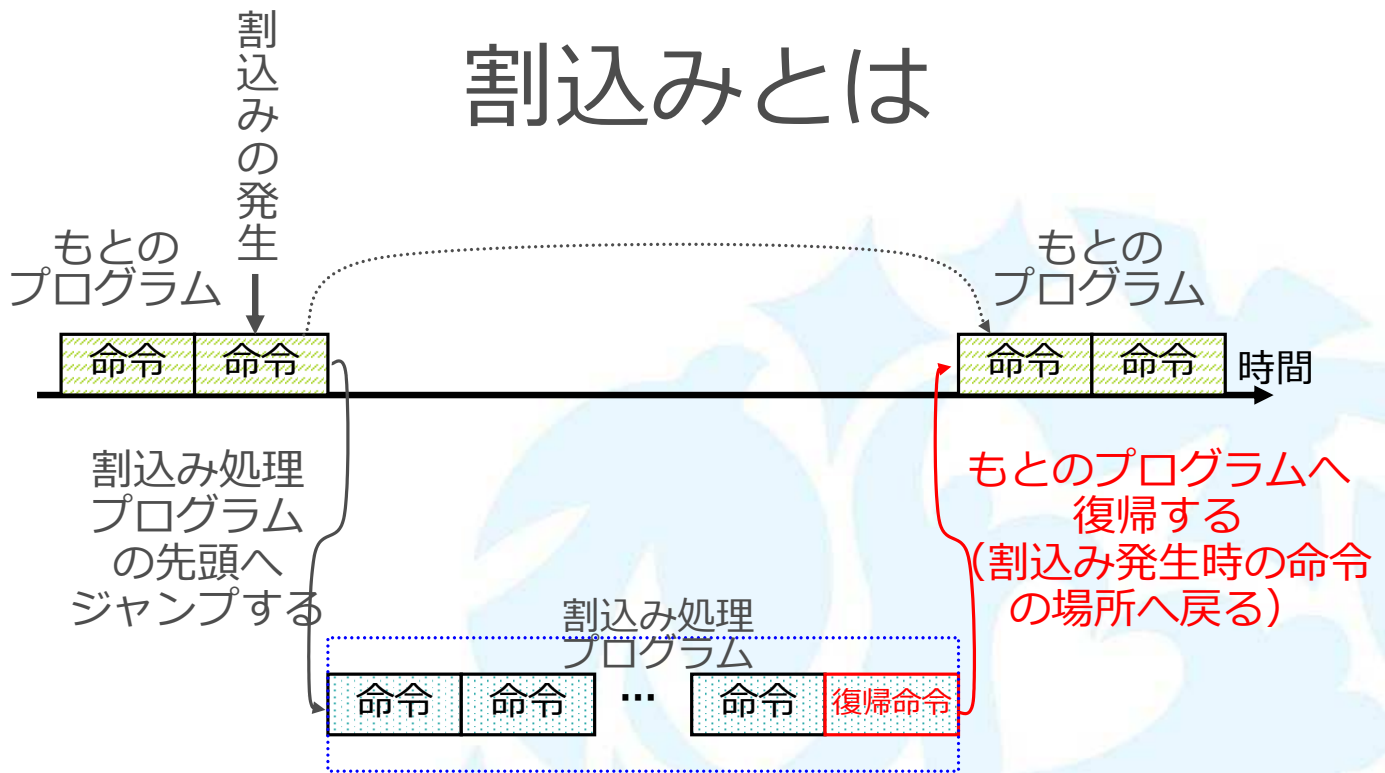 割込みとは
割込みの発生
もとの
プログラム
もとの
プログラム
命令
命令
命令
命令
時間
割込み処理
プログラム
の先頭へ
ジャンプする
もとのプログラムへ
復帰する
（割込み発生時の命令
の場所へ戻る）
割込み処理
プログラム
命令
命令
…
命令
復帰命令